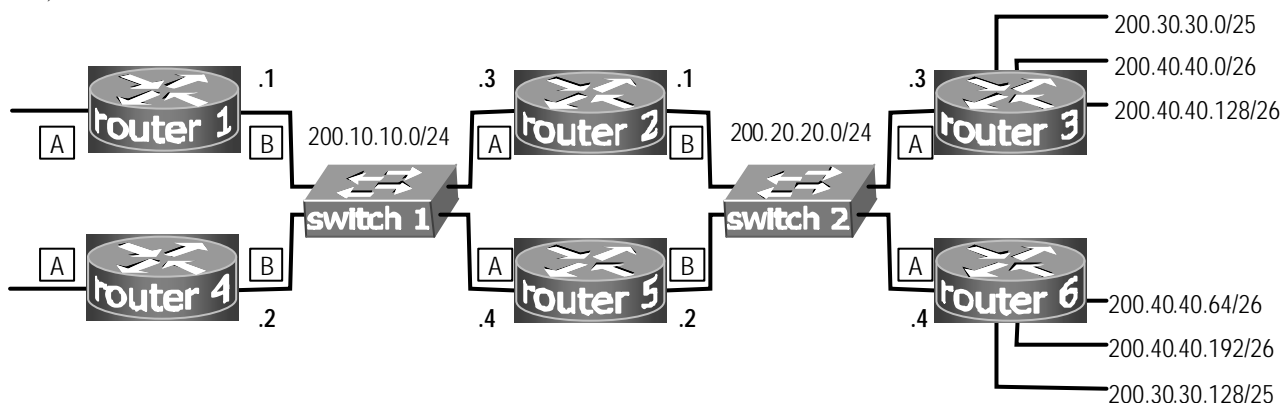 200.30.30.0/25
.1 .3 .1 .3 200.40.40.0/26
router 1 router 2 router 3 200.40.40.128/26
A B 200.10.10.0/24 A B 200.20.20.0/24 A
switch 1 switch 2
A B A B A
router 4 router 5 router 6 200.40.40.64/26
.2 .4 .2 .4
200.40.40.192/26
200.30.30.128/25